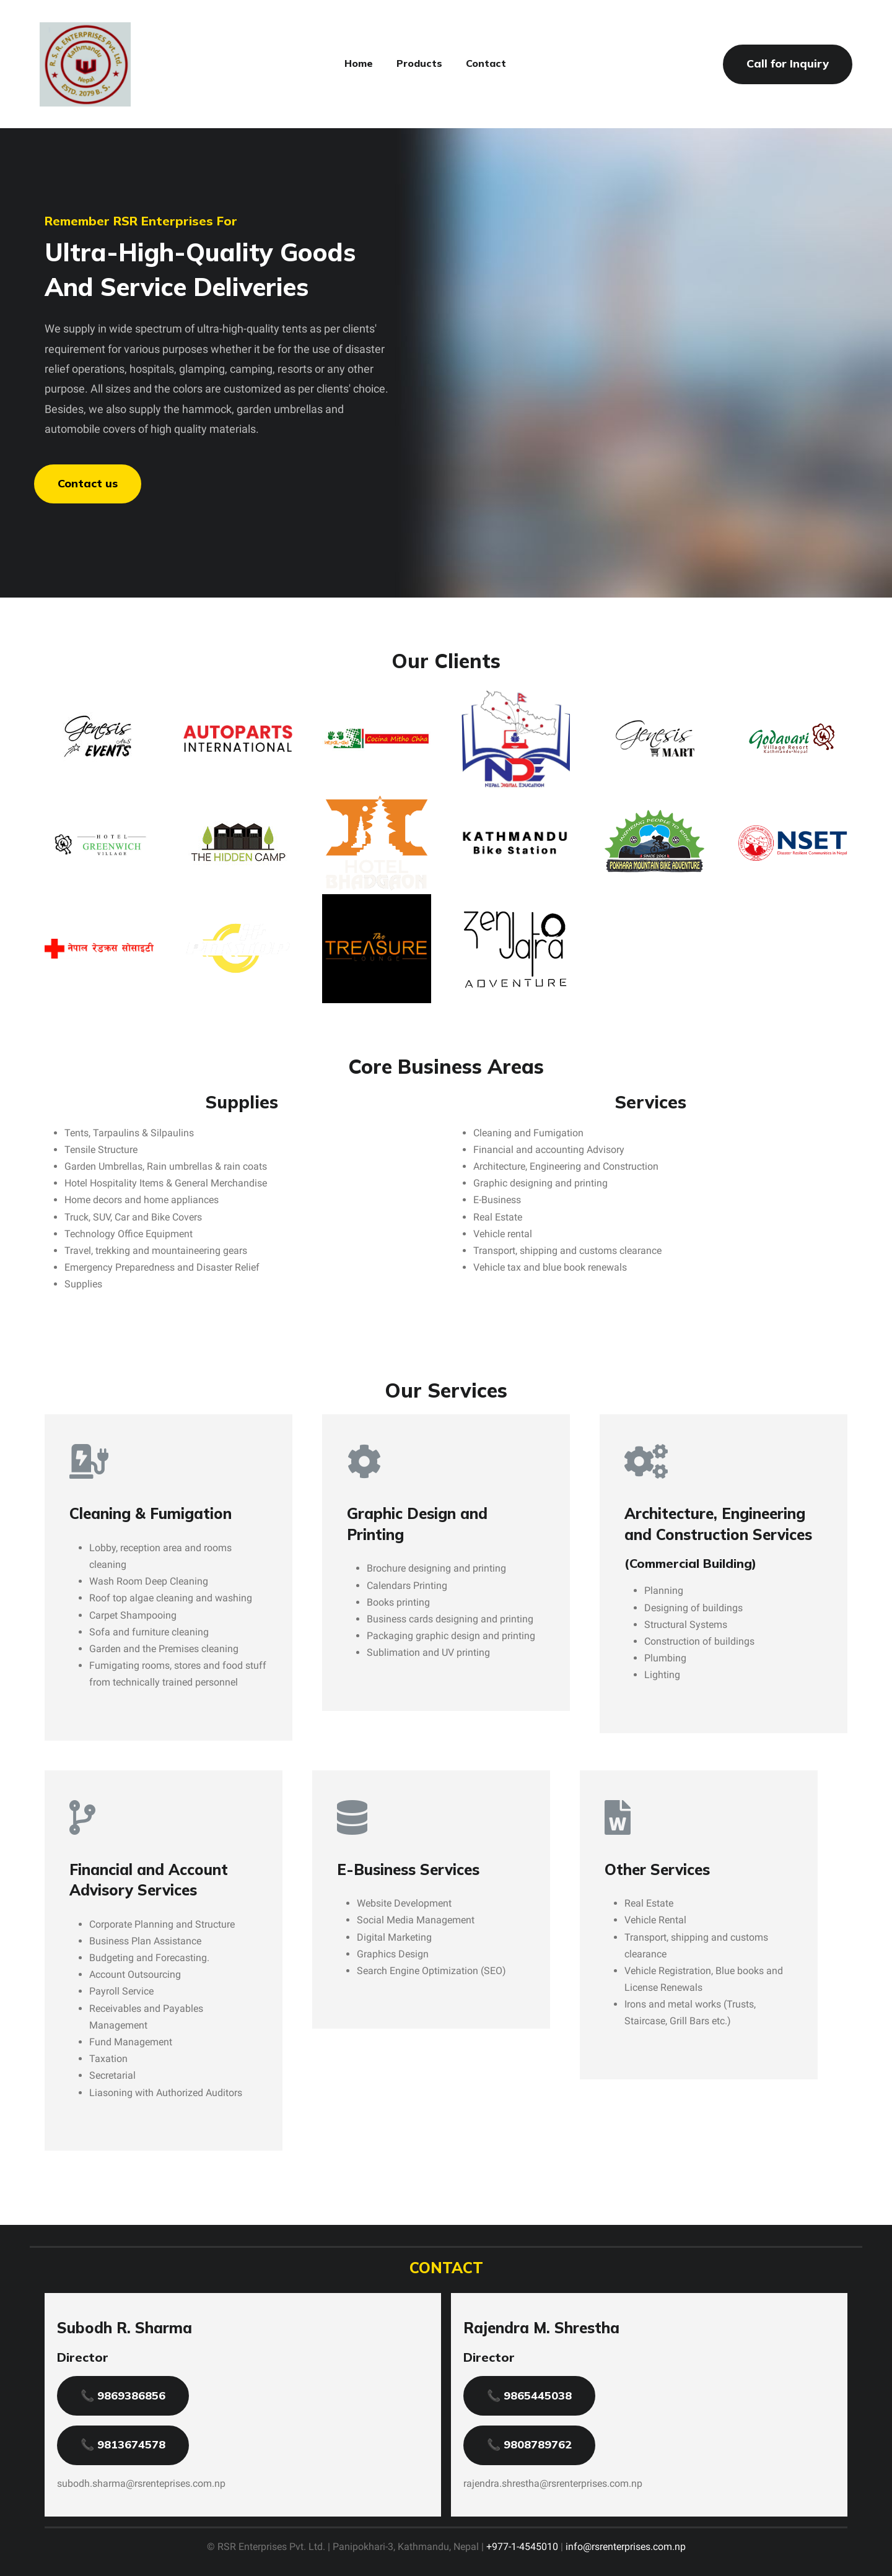 R. S. R. ENTERPRISES PVT. Ltd.
Kathmandu
Nepal
ESTD. 2079 B. S.
Home
Products
Contact
Call for Inquiry
Remember RSR Enterprises For
Ultra-High-Quality Goods
And Service Deliveries
We supply in wide spectrum of ultra-high-quality tents as per clients'
requirement for various purposes whether it be for the use of disaster
relief operations, hospitals, glamping, camping, resorts or any other
purpose. All sizes and the colors are customized as per clients' choice.
Besides, we also supply the hammock, garden umbrellas and
automobile covers of high quality materials.
Contact us
Our Clients
Genesis
EVENTS
AUTOPARTS
INTERNATIONAL
Cocina Mitho Chha
NDE
NEPAL DIGITAL EDUCATION
Genesis
MART
Godavari
Village Resort
Kathmandu•Nepal
HOTEL
GREENWICH
VILLAGE
THE HIDDEN CAMP
HOTEL
KATHMANDU
Bike Station
POKHARA MOUNTAIN BIKE ADVENTURE
NSET
नेपाल रेडक्रस सोसाइटी
The
TREASURE
LOUNGE
Zen Jatra
ADVENTURE
Core Business Areas
Supplies
• Tents, Tarpaulins & Silpaulins
• Tensile Structure
• Garden Umbrellas, Rain umbrellas & rain coats
• Hotel Hospitality Items & General Merchandise
• Home decors and home appliances
• Truck, SUV, Car and Bike Covers
• Technology Office Equipment
• Travel, trekking and mountaineering gears
• Emergency Preparedness and Disaster Relief
• Supplies
Services
• Cleaning and Fumigation
• Financial and accounting Advisory
• Architecture, Engineering and Construction
• Graphic designing and printing
• E-Business
• Real Estate
• Vehicle rental
• Transport, shipping and customs clearance
• Vehicle tax and blue book renewals
Our Services
Cleaning & Fumigation
• Lobby, reception area and rooms
cleaning
• Wash Room Deep Cleaning
• Roof top algae cleaning and washing
• Carpet Shampooing
• Sofa and furniture cleaning
• Garden and the Premises cleaning
• Fumigating rooms, stores and food stuff
from technically trained personnel
Graphic Design and
Printing
• Brochure designing and printing
• Calendars Printing
• Books printing
• Business cards designing and printing
• Packaging graphic design and printing
• Sublimation and UV printing
Architecture, Engineering
and Construction Services
(Commercial Building)
• Planning
• Designing of buildings
• Structural Systems
• Construction of buildings
• Plumbing
• Lighting
Financial and Account
Advisory Services
• Corporate Planning and Structure
• Business Plan Assistance
• Budgeting and Forecasting.
• Account Outsourcing
• Payroll Service
• Receivables and Payables
Management
• Fund Management
• Taxation
• Secretarial
• Liasoning with Authorized Auditors
E-Business Services
• Website Development
• Social Media Management
• Digital Marketing
• Graphics Design
• Search Engine Optimization (SEO)
W
Other Services
• Real Estate
• Vehicle Rental
• Transport, shipping and customs
clearance
• Vehicle Registration, Blue books and
License Renewals
• Irons and metal works (Trusts,
Staircase, Grill Bars etc.)
CONTACT
Subodh R. Sharma
Director
9869386856
9813674578
subodh.sharma@rsrenteprises.com.np
Rajendra M. Shrestha
Director
9865445038
9808789762
rajendra.shrestha@rsrenterprises.com.np
© RSR Enterprises Pvt. Ltd. | Panipokhari-3, Kathmandu, Nepal | +977-1-4545010 | info@rsrenterprises.com.np